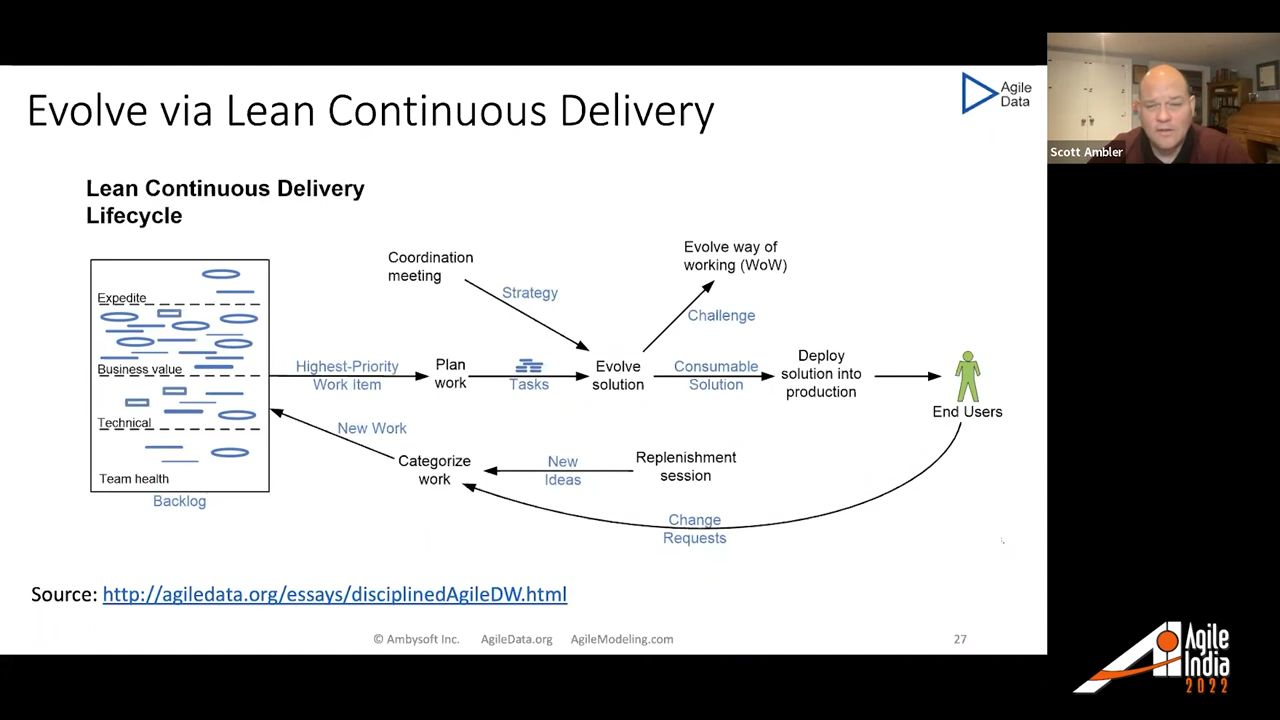 Evolve via Lean Continuous Delivery
Agile
Data
Scott Ambler
Lean Continuous Delivery
Lifecycle
Expedite
Business value
Technical
Team health
Backlog
Highest-Priority
Work Item
Plan
work
Tasks
Coordination
meeting
Strategy
Evolve
solution
Challenge
Evolve way of
working (WoW)
Consumable
Solution
Deploy
solution into
production
End Users
New Work
Categorize
work
New
Ideas
Replenishment
session
Change
Requests
Source: http://agiledata.org/essays/disciplinedAgileDW.html
© Ambysoft Inc. AgileData.org AgileModeling.com
27
Agile
India
2022